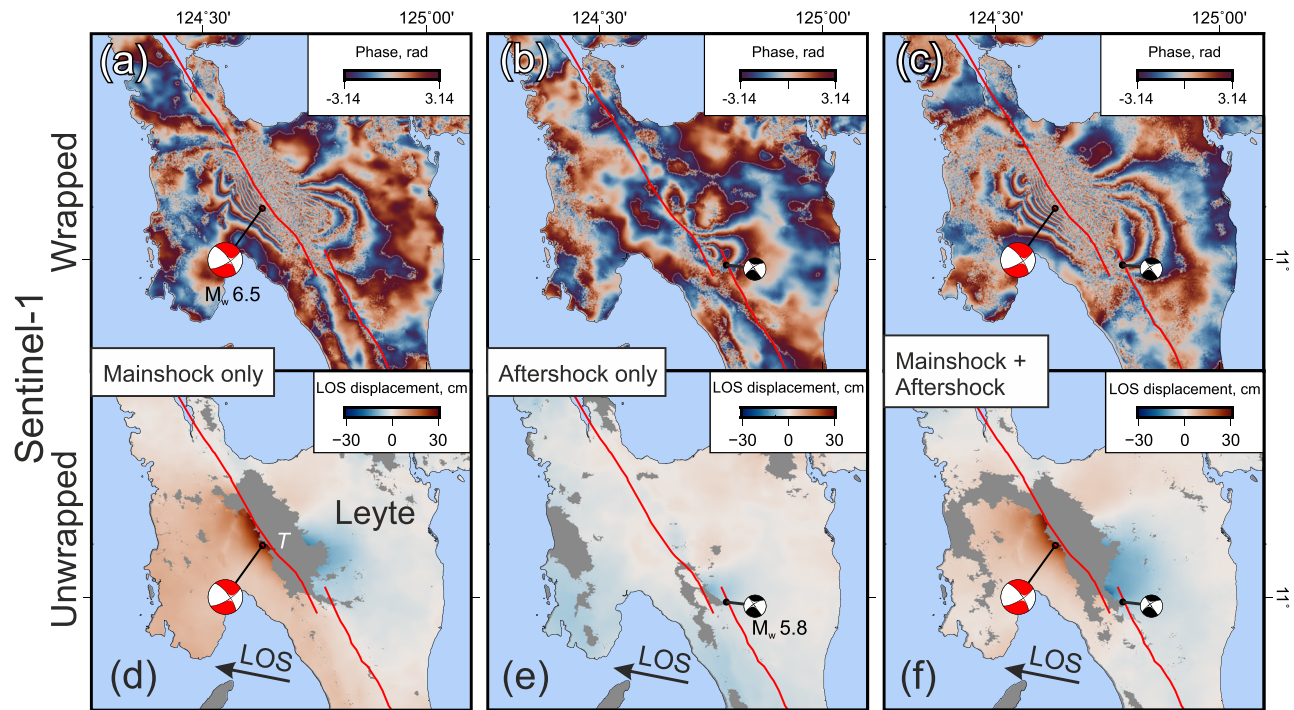 124°30'
125°00'
124°30'
125°00'
124°30'
125°00'
(a)
Phase, rad
-3.14
3.14
(b)
Phase, rad
-3.14
3.14
(c)
Phase, rad
-3.14
3.14
Sentinel-1
Wrapped
Mw 6.5
11°
Mainshock only
Aftershock only
Mainshock +
Aftershock
Unwrapped
LOS displacement, cm
−30
0
30
Leyte
T
LOS
(d)
LOS displacement, cm
−30
0
30
Mw 5.8
LOS
(e)
LOS displacement, cm
−30
0
30
11°
LOS
(f)